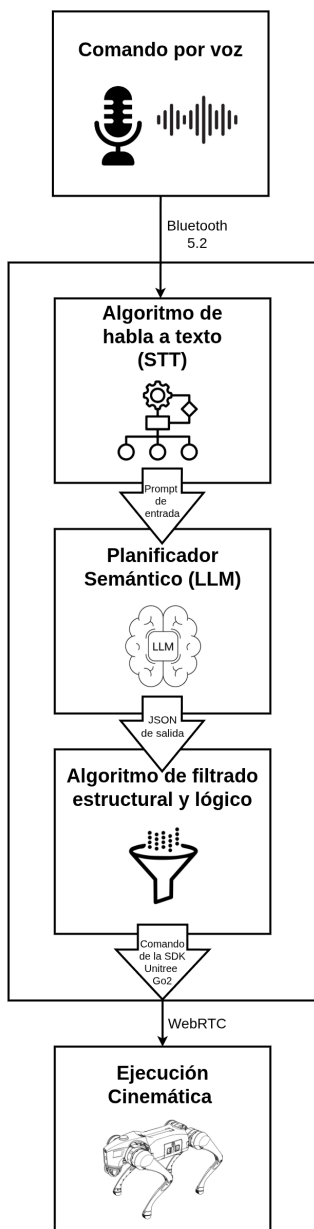 Comando por voz
Bluetooth
5.2
Algoritmo de
habla a texto
(STT)
Prompt
de
entrada
Planificador
Semántico (LLM)
LLM
JSON
de salida
Algoritmo de filtrado
estructural y lógico
Comando
de la SDK
Unitree
Go2
WebRTC
Ejecución
Cinemática